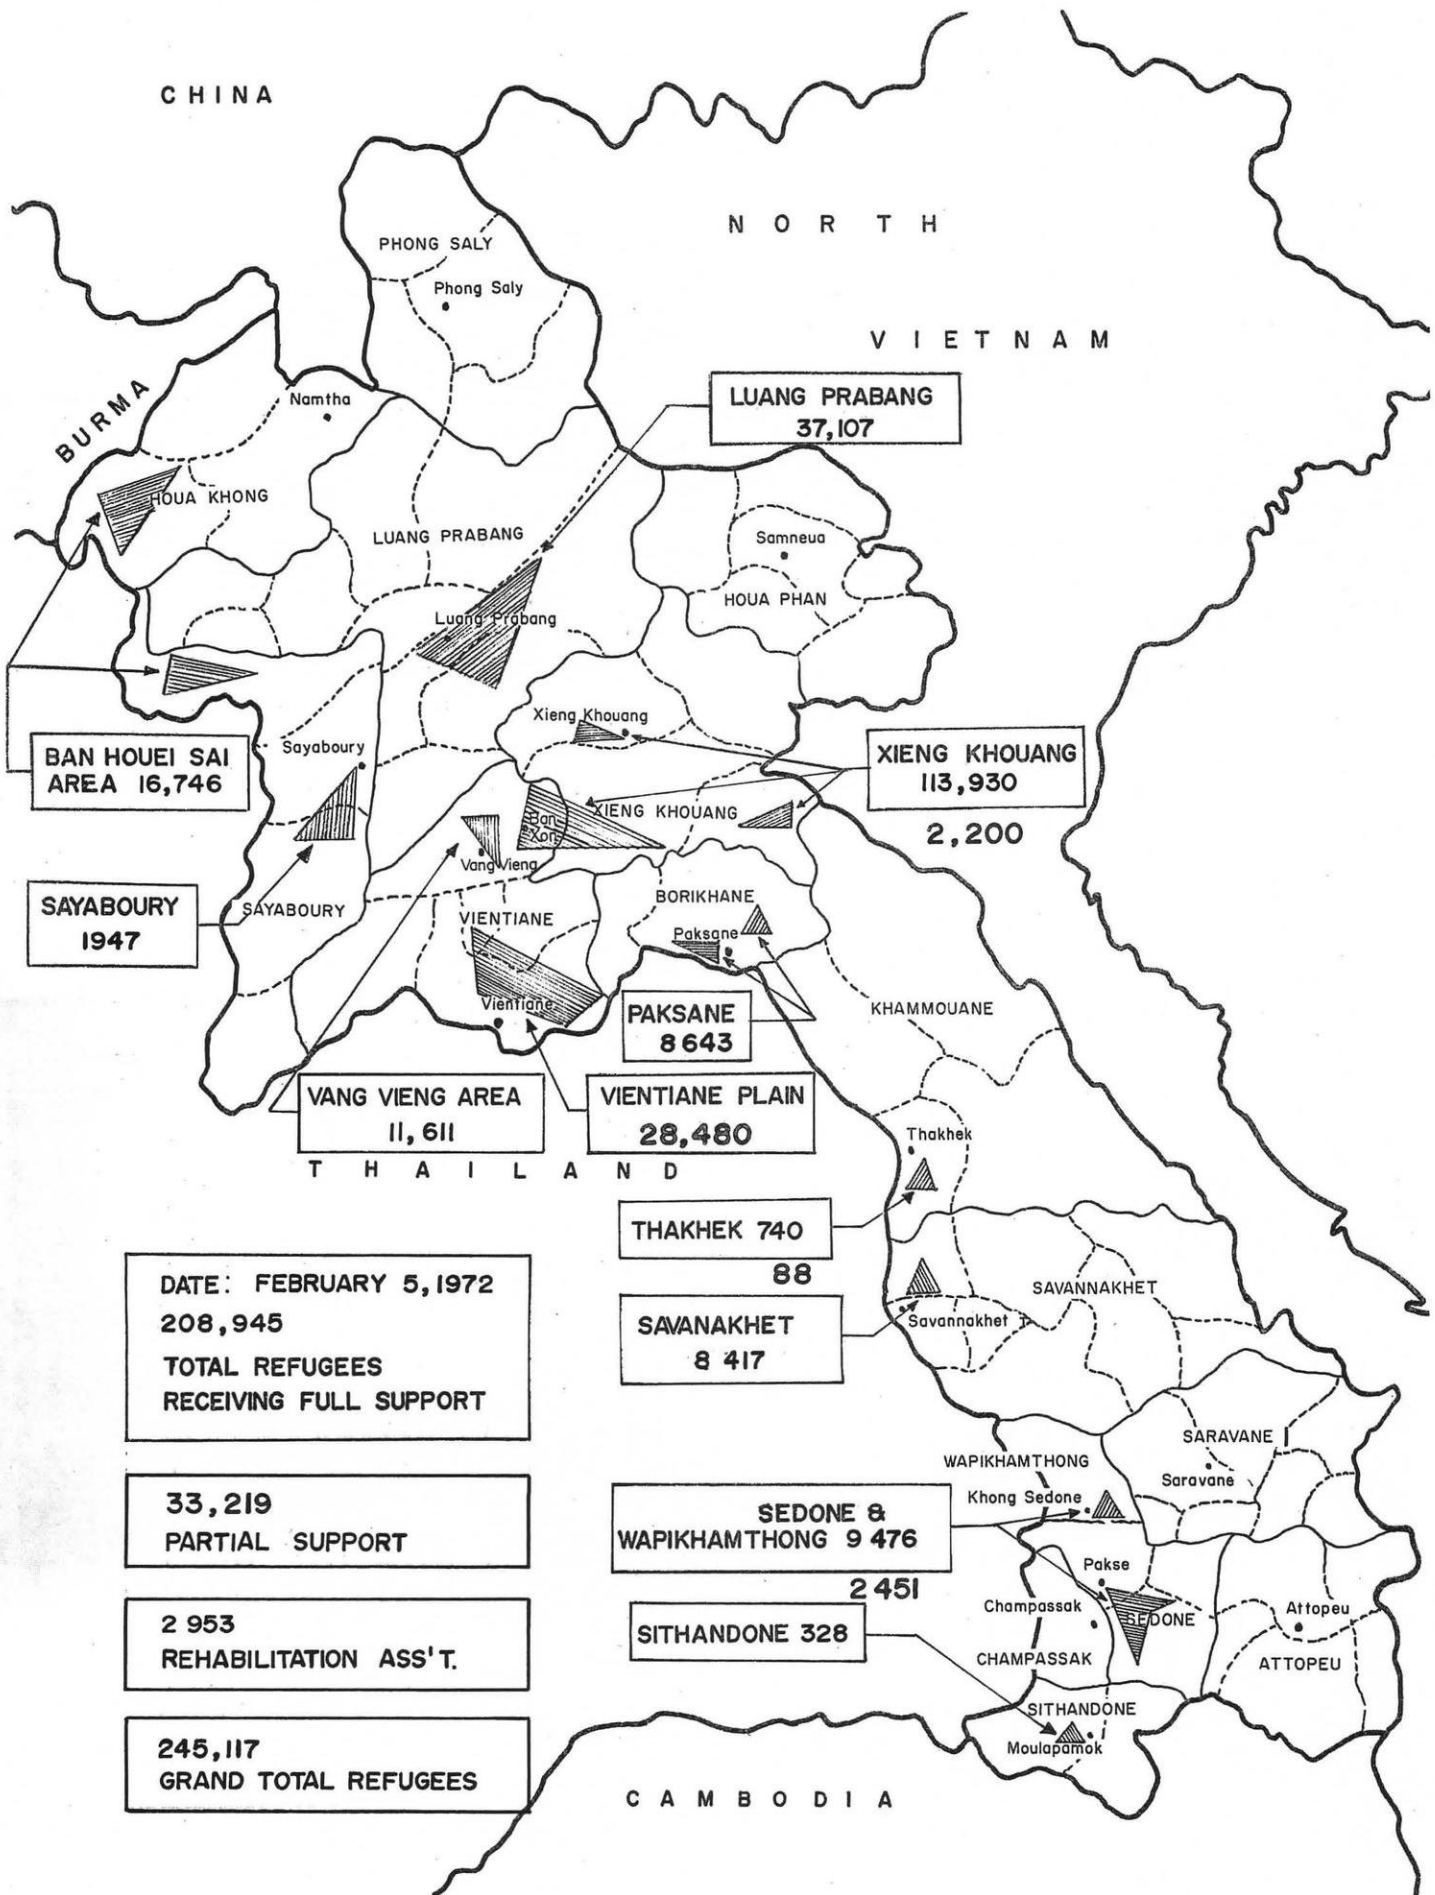 CHINA
NORTH
VIETNAM
BURMA
PHONG SALY
Phong Saly
Namtha
LUANG PRABANG
37,107
HOUA KHONG
LUANG PRABANG
Samneua
HOUA PHAN
Luang Prabang
Xieng Khouang
Sayaboury
BAN HOUEI SAI
AREA 16,746
XIENG KHOUANG
113,930
2,200
XIENG KHOUANG
Ban
Xon
Vang Vieng
SAYABOURY
1947
SAYABOURY
VIENTIANE
BORIKHANE
Paksane
Vientiane
PAKSANE
8643
KHAMMOUANE
VANG VIENG AREA
11,611
VIENTIANE PLAIN
28,480
THAILAND
Thakhek
THAKHEK 740
88
SAVANAKHET
8 417
SAVANNAKHET
Savannakhet
DATE: FEBRUARY 5,1972
208,945
TOTAL REFUGEES
RECEIVING FULL SUPPORT
33,219
PARTIAL SUPPORT
2 953
REHABILITATION ASS'T.
245,117
GRAND TOTAL REFUGEES
SARAVANE
Saravane
WAPIKHAMTHONG
Khong Sedone
SEDONE &
WAPIKHAMTHONG 9 476
2 451
Pakse
Champassak
SEDONE
Attopeu
SITHANDONE 328
CHAMPASSAK
ATTOPEU
SITHANDONE
Moulapamok
CAMBODIA